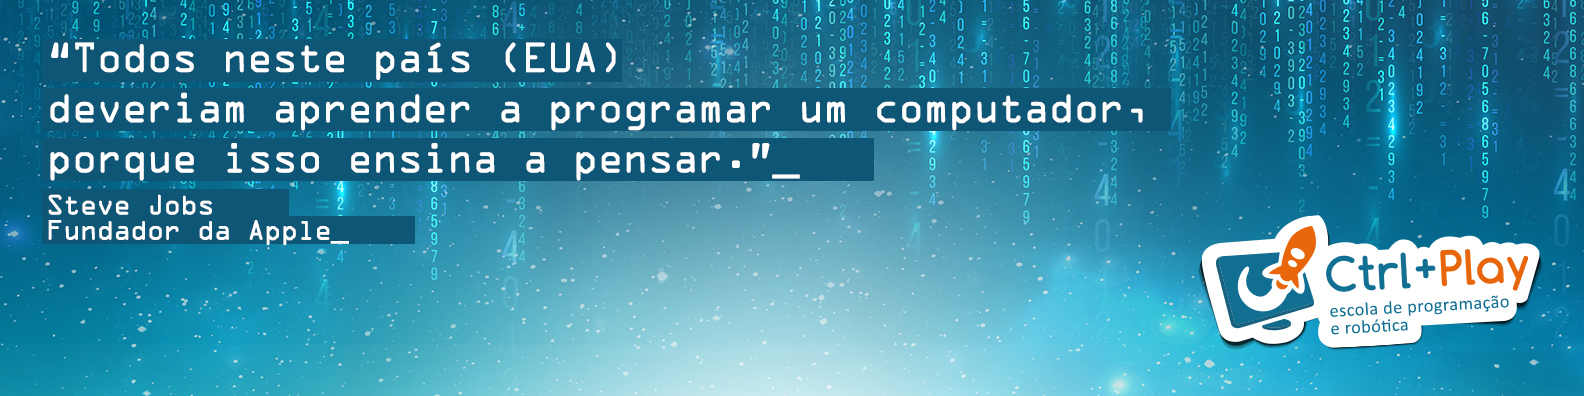 “Todos neste país (EUA)
deveriam aprender a programar um computador,
porque isso ensina a pensar.”_
Steve Jobs
Fundador da Apple_
Ctrl+Play
escola de programação
e robótica